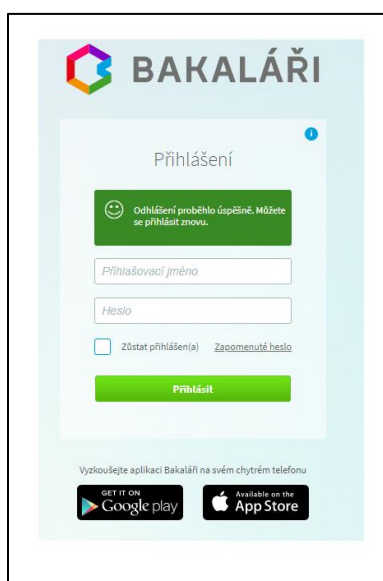 BAKALÁŘI
i
Přihlášení
Odhlášení proběhlo úspěšně. Můžete
se přihlásit znovu.
Přihlašovací jméno
Heslo
Zůstat přihlášen(a) Zapomenuté heslo
Přihlásit
Vyzkoušejte aplikaci Bakaláři na svém chytrém telefonu
GET IT ON
Google play
Available on the
App Store